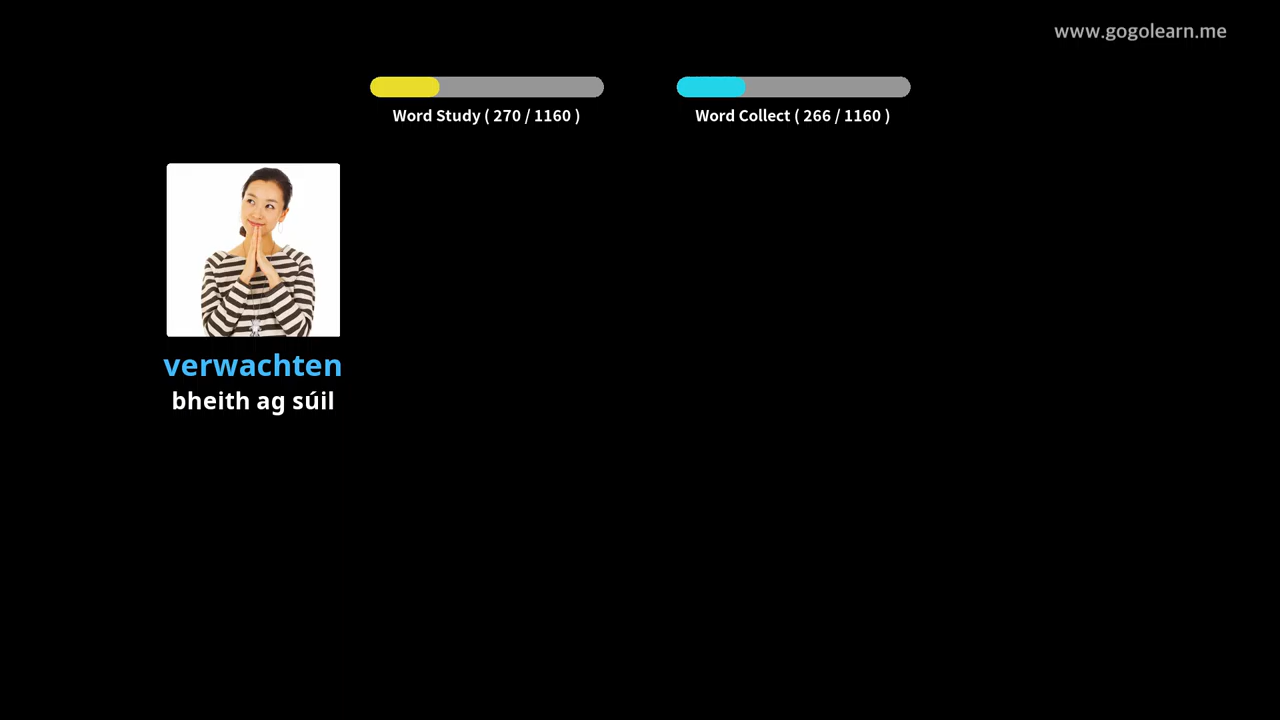 www.gogolearn.me
Word Study ( 270 / 1160 )
Word Collect ( 266 / 1160 )
verwachten
bheith ag súil